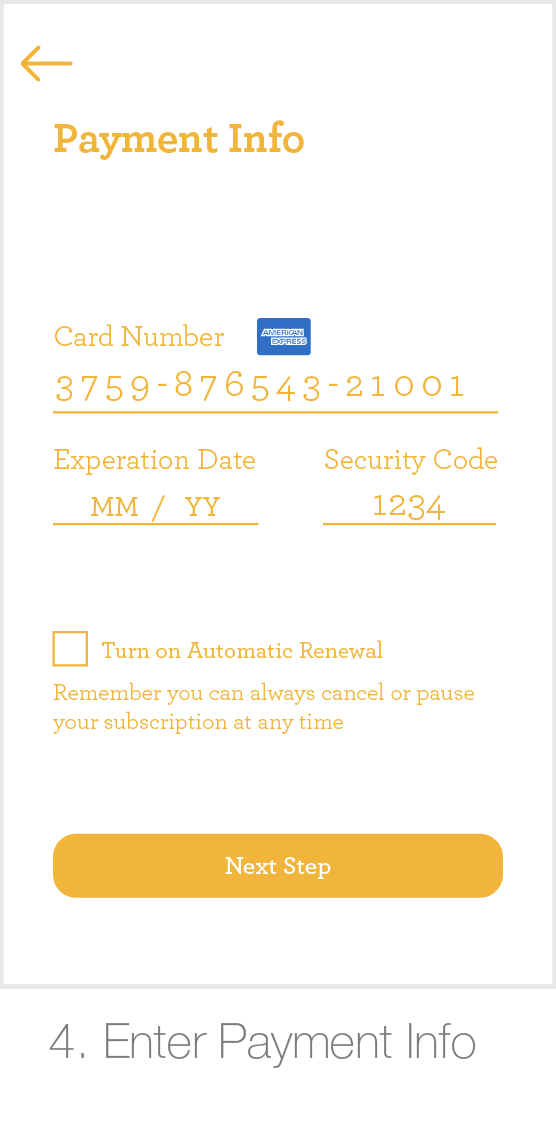 Payment Info
Card Number
AMERICAN
EXPRESS
3759-876543-21001
Experation Date
Security Code
MM / YY
1234
Turn on Automatic Renewal
Remember you can always cancel or pause
your subscription at any time
Next Step
4. Enter Payment Info